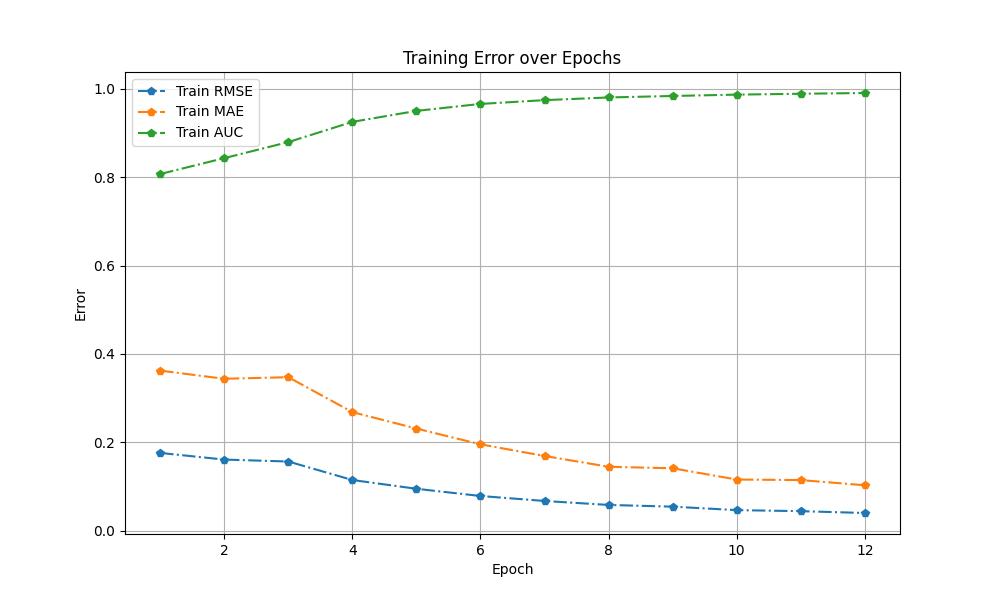 Training Error over Epochs
Train RMSE
Train MAE
Train AUC
1.0
0.8
0.6
0.4
0.2
0.0
Error
2 4 6 8 10 12
Epoch